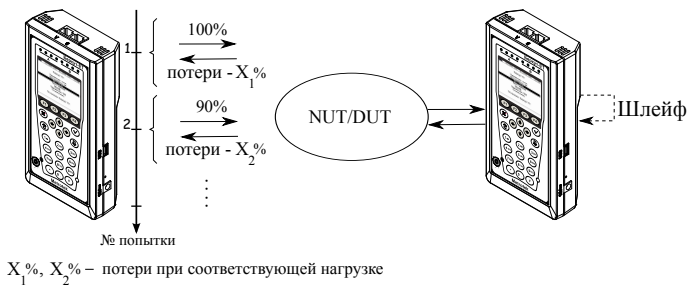 100%
1
потери - X₁%
90%
2
потери - X₂%
NUT/DUT
Шлейф
№ попытки
X₁%, X₂% – потери при соответствующей нагрузке